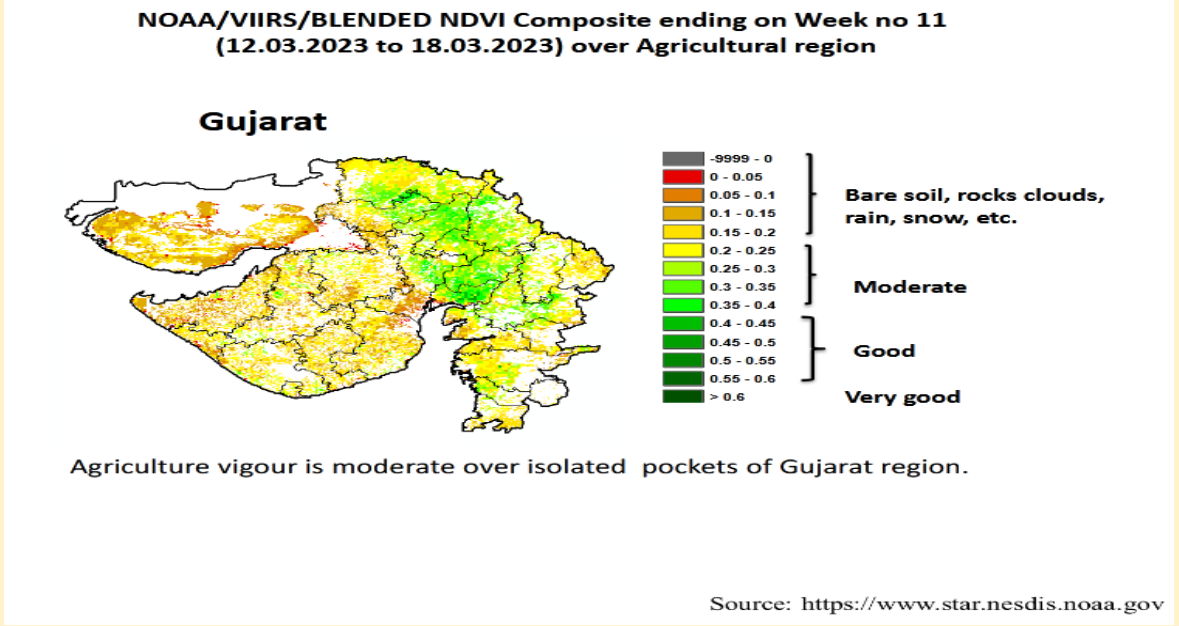 NOAA/VIIRS/BLENDED NDVI Composite ending on Week no 11
(12.03.2023 to 18.03.2023) over Agricultural region
Gujarat
-9999 - 0
0 - 0.05
0.05 - 0.1
0.1 - 0.15
0.15 - 0.2
0.2 - 0.25
0.25 - 0.3
0.3 - 0.35
0.35 - 0.4
0.4 - 0.45
0.45 - 0.5
0.5 - 0.55
0.55 - 0.6
> 0.6
Bare soil, rocks clouds,
rain, snow, etc.
Moderate
Good
Very good
Agriculture vigour is moderate over isolated pockets of Gujarat region.
Source: https://www.star.nesdis.noaa.gov